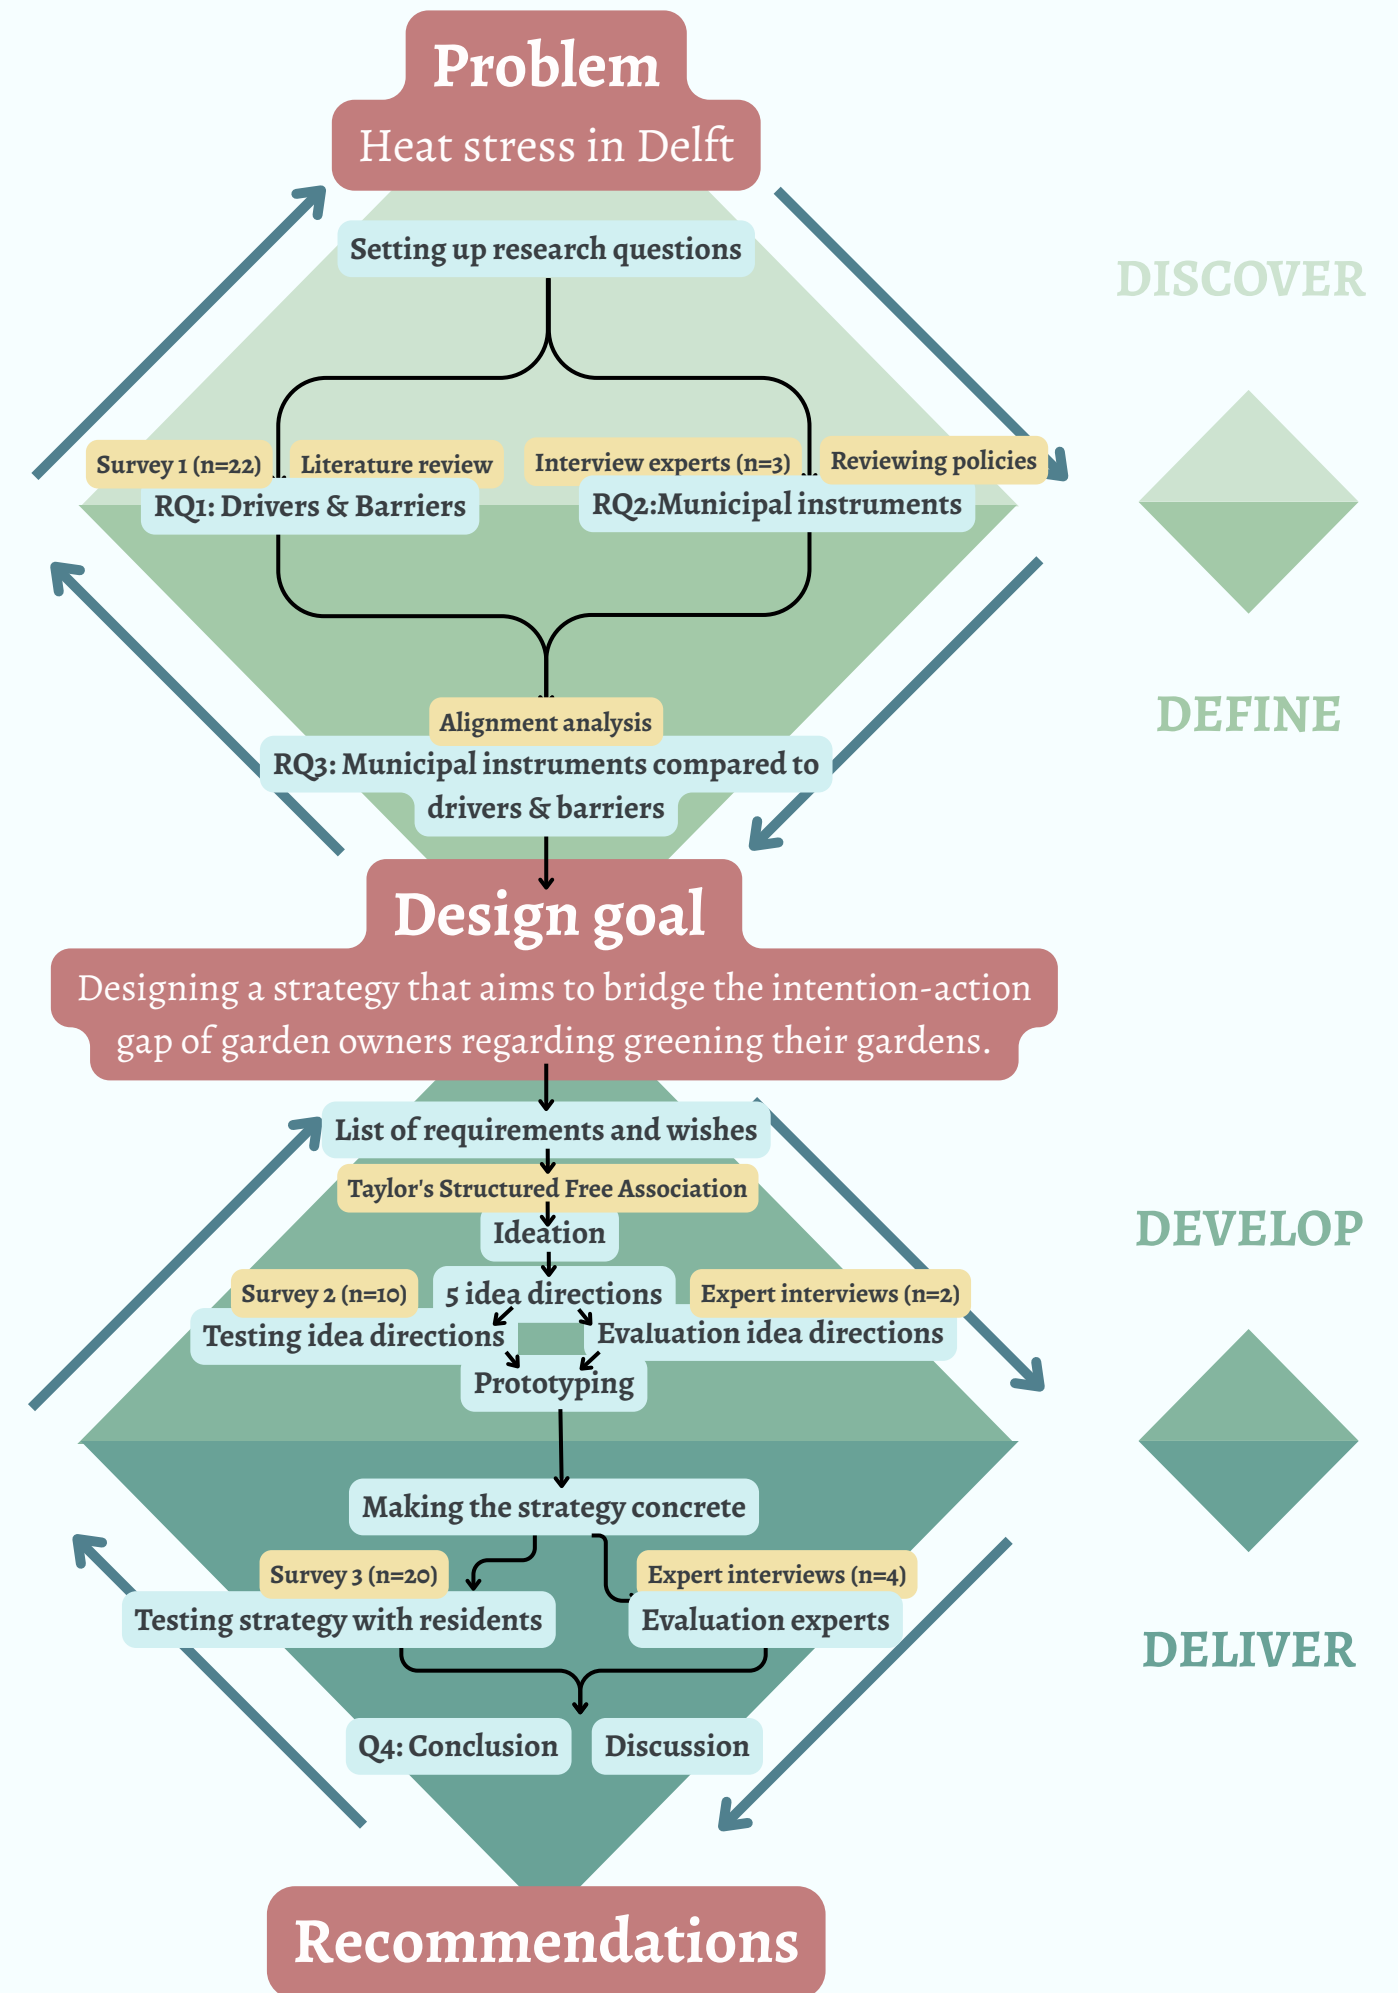 Problem
Heat stress in Delft
Setting up research questions
DISCOVER
Survey 1 (n=22)
Literature review
Interview experts (n=3)
Reviewing policies
RQ1: Drivers & Barriers
RQ2:Municipal instruments
DEFINE
Alignment analysis
RQ3: Municipal instruments compared to
drivers & barriers
Design goal
Designing a strategy that aims to bridge the intention-action
gap of garden owners regarding greening their gardens.
List of requirements and wishes
Taylor's Structured Free Association
Ideation
DEVELOP
Survey 2 (n=10)
5 idea directions
Expert interviews (n=2)
Testing idea directions
Evaluation idea directions
Prototyping
Making the strategy concrete
Survey 3 (n=20)
Expert interviews (n=4)
Testing strategy with residents
Evaluation experts
DELIVER
Q4: Conclusion
Discussion
Recommendations